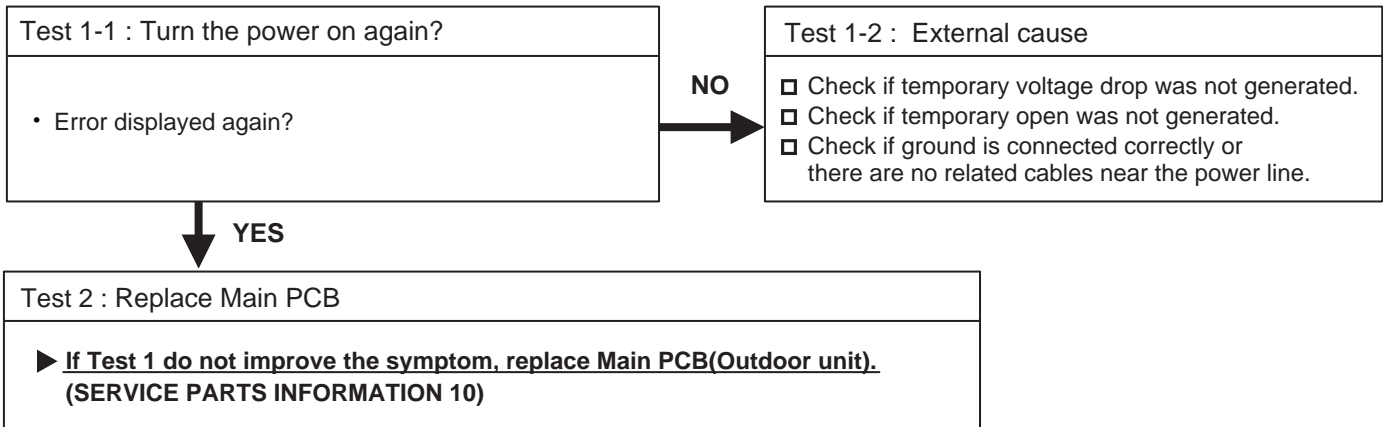 Test 1-1 : Turn the power on again?
• Error displayed again?
NO
Test 1-2 : External cause
□ Check if temporary voltage drop was not generated.
□ Check if temporary open was not generated.
□ Check if ground is connected correctly or
there are no related cables near the power line.
YES
Test 2 : Replace Main PCB
▶ If Test 1 do not improve the symptom, replace Main PCB(Outdoor unit).
(SERVICE PARTS INFORMATION 10)